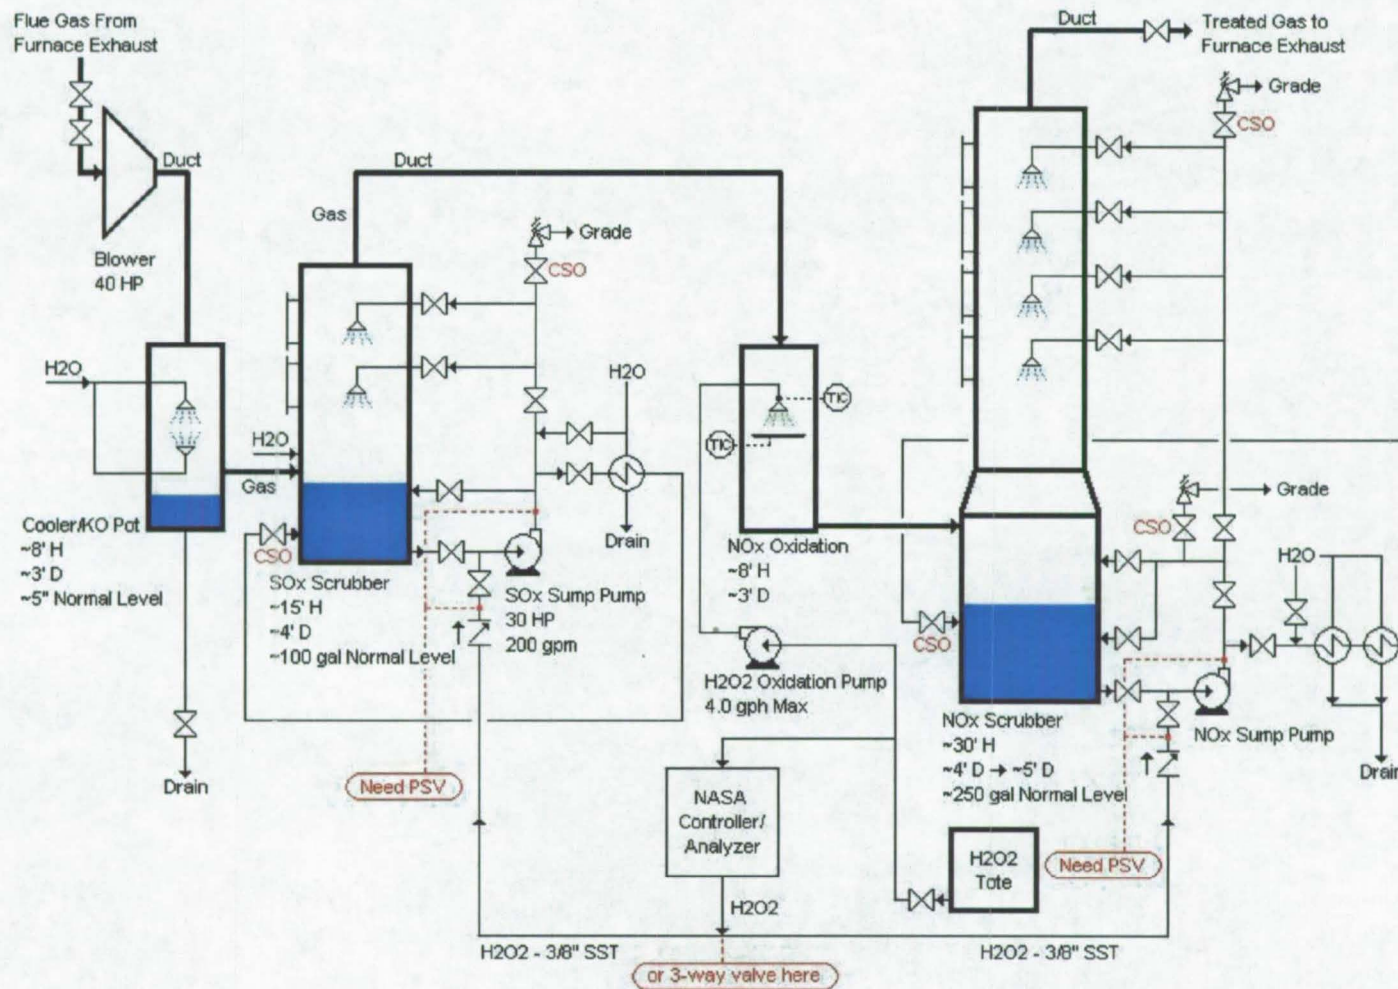 Flue Gas From
Furnace Exhaust
Duct
Blower
40 HP
H2O
Cooler/KO Pot
~8' H
~3' D
~5" Normal Level
Drain
Duct
Gas
H2O
Gas
CSO
SOx Scrubber
~15' H
~4' D
~100 gal Normal Level
Grade
CSO
H2O
Drain
SOx Sump Pump
30 HP
200 gpm
Need PSV
TIC
TIC
NOx Oxidation
~8' H
~3' D
H2O2 Oxidation Pump
4.0 gph Max
NASA
Controller/
Analyzer
H2O2
H2O2 - 3/8" SST
or 3-way valve here
H2O2 - 3/8" SST
H2O2
Tote
Duct
Treated Gas to
Furnace Exhaust
Grade
CSO
Grade
CSO
H2O
CSO
NOx Scrubber
~30' H
~4' D → ~5' D
~250 gal Normal Level
NOx Sump Pump
Drain
Need PSV